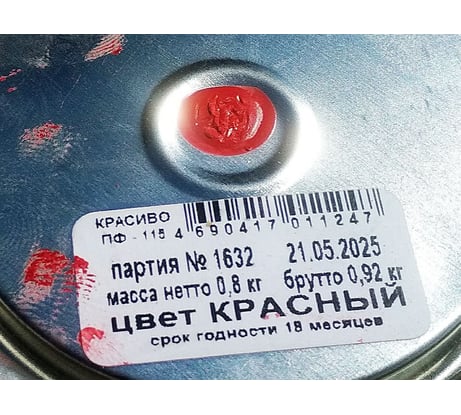 КРАСИВО
ПФ - 115 4 690417 011247
партия № 1632 21.05.2025
масса нетто 0,8 кг брутто 0,92 кг
цвет КРАСНЫЙ
срок годности 18 месяцев